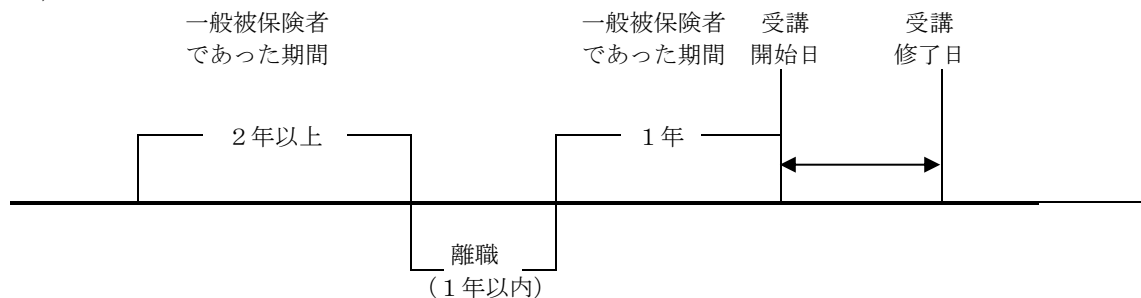 一般被保険者
であった期間
一般被保険者
であった期間
受講
開始日
受講
修了日
２年以上
１年
離職
（１年以内）